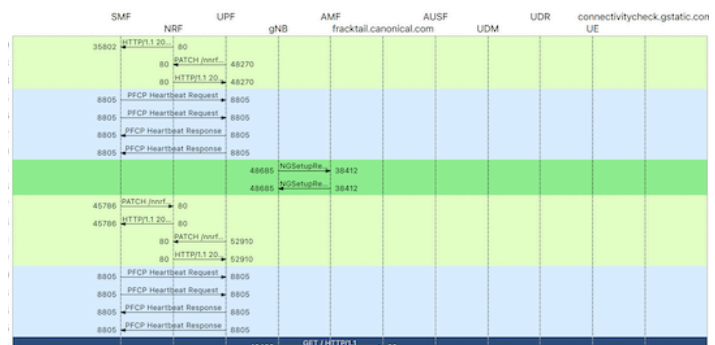 SMF UPF AMF AUSF UDR connectivitycheck.gstatic.com
NRF gNB fracktail.canonical.com UDM UE
35802 HTTP/1.1 20... 80
80 PATCH /nnrf... 48270
80 HTTP/1.1 20... 48270
8805 PFCP Heartbeat Request 8805
8805 PFCP Heartbeat Request 8805
8805 PFCP Heartbeat Response 8805
8805 PFCP Heartbeat Response 8805
48685 NGSetupRe... 38412
48685 NGSetupRe... 38412
45786 PATCH /nnrf... 80
45786 HTTP/1.1 20... 80
80 PATCH /nnrf... 52910
80 HTTP/1.1 20... 52910
8805 PFCP Heartbeat Request 8805
8805 PFCP Heartbeat Request 8805
8805 PFCP Heartbeat Response 8805
8805 PFCP Heartbeat Response 8805
GET / HTTP/1.1